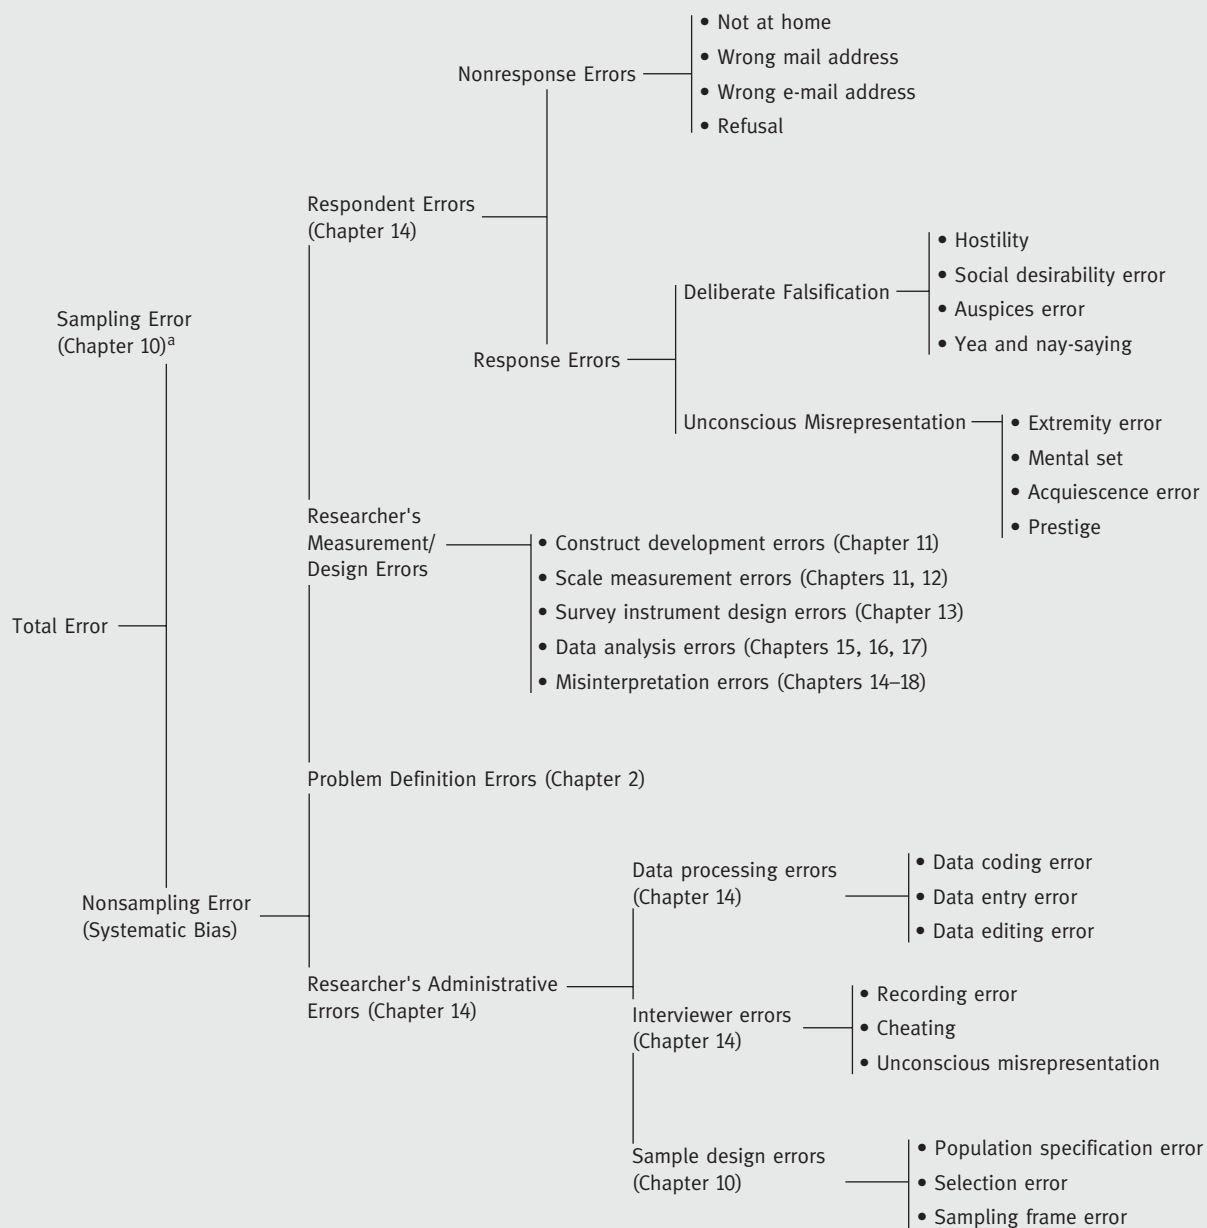 • Not at home
Nonresponse Errors
• Wrong mail address
• Wrong e-mail address
• Refusal
Respondent Errors
(Chapter 14)
• Hostility
Deliberate Falsification
• Social desirability error
• Auspices error
• Yea and nay-saying
Sampling Error
(Chapter 10)ᵃ
Response Errors
Unconscious Misrepresentation
• Extremity error
• Mental set
• Acquiescence error
• Prestige
Researcher's
Measurement/
Design Errors
• Construct development errors (Chapter 11)
• Scale measurement errors (Chapters 11, 12)
• Survey instrument design errors (Chapter 13)
• Data analysis errors (Chapters 15, 16, 17)
• Misinterpretation errors (Chapters 14–18)
Total Error
Problem Definition Errors (Chapter 2)
Nonsampling Error
(Systematic Bias)
Data processing errors
(Chapter 14)
• Data coding error
• Data entry error
• Data editing error
Researcher's Administrative
Errors (Chapter 14)
Interviewer errors
(Chapter 14)
• Recording error
• Cheating
• Unconscious misrepresentation
Sample design errors
(Chapter 10)
• Population specification error
• Selection error
• Sampling frame error